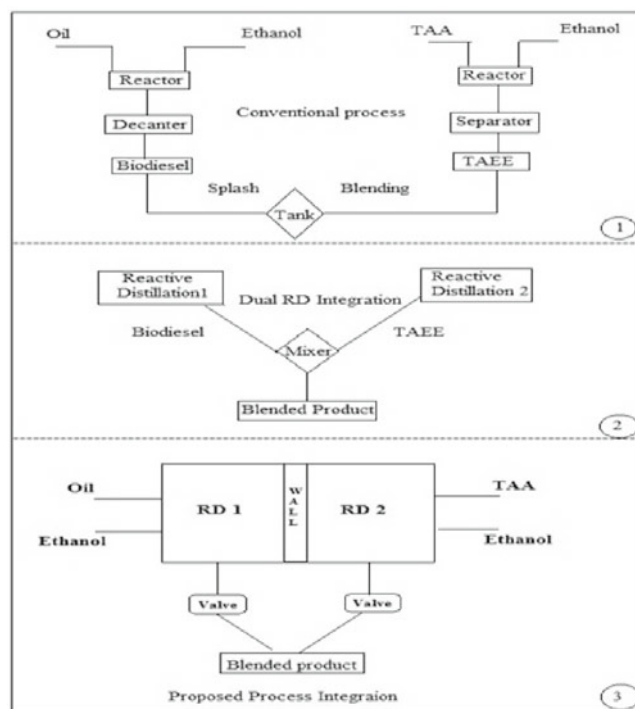 Oil
Ethanol
TAA
Ethanol
Reactor
Reactor
Decanter
Conventional process
Separator
Biodiesel
TAEE
Splash
Blending
Tank
1
Reactive
Distillation1
Dual RD Integration
Reactive
Distillation 2
Biodiesel
TAEE
Mixer
Blended Product
2
Oil
TAA
RD 1
WALL
RD 2
Ethanol
Ethanol
Valve
Valve
Blended product
Proposed Process Integraion
3